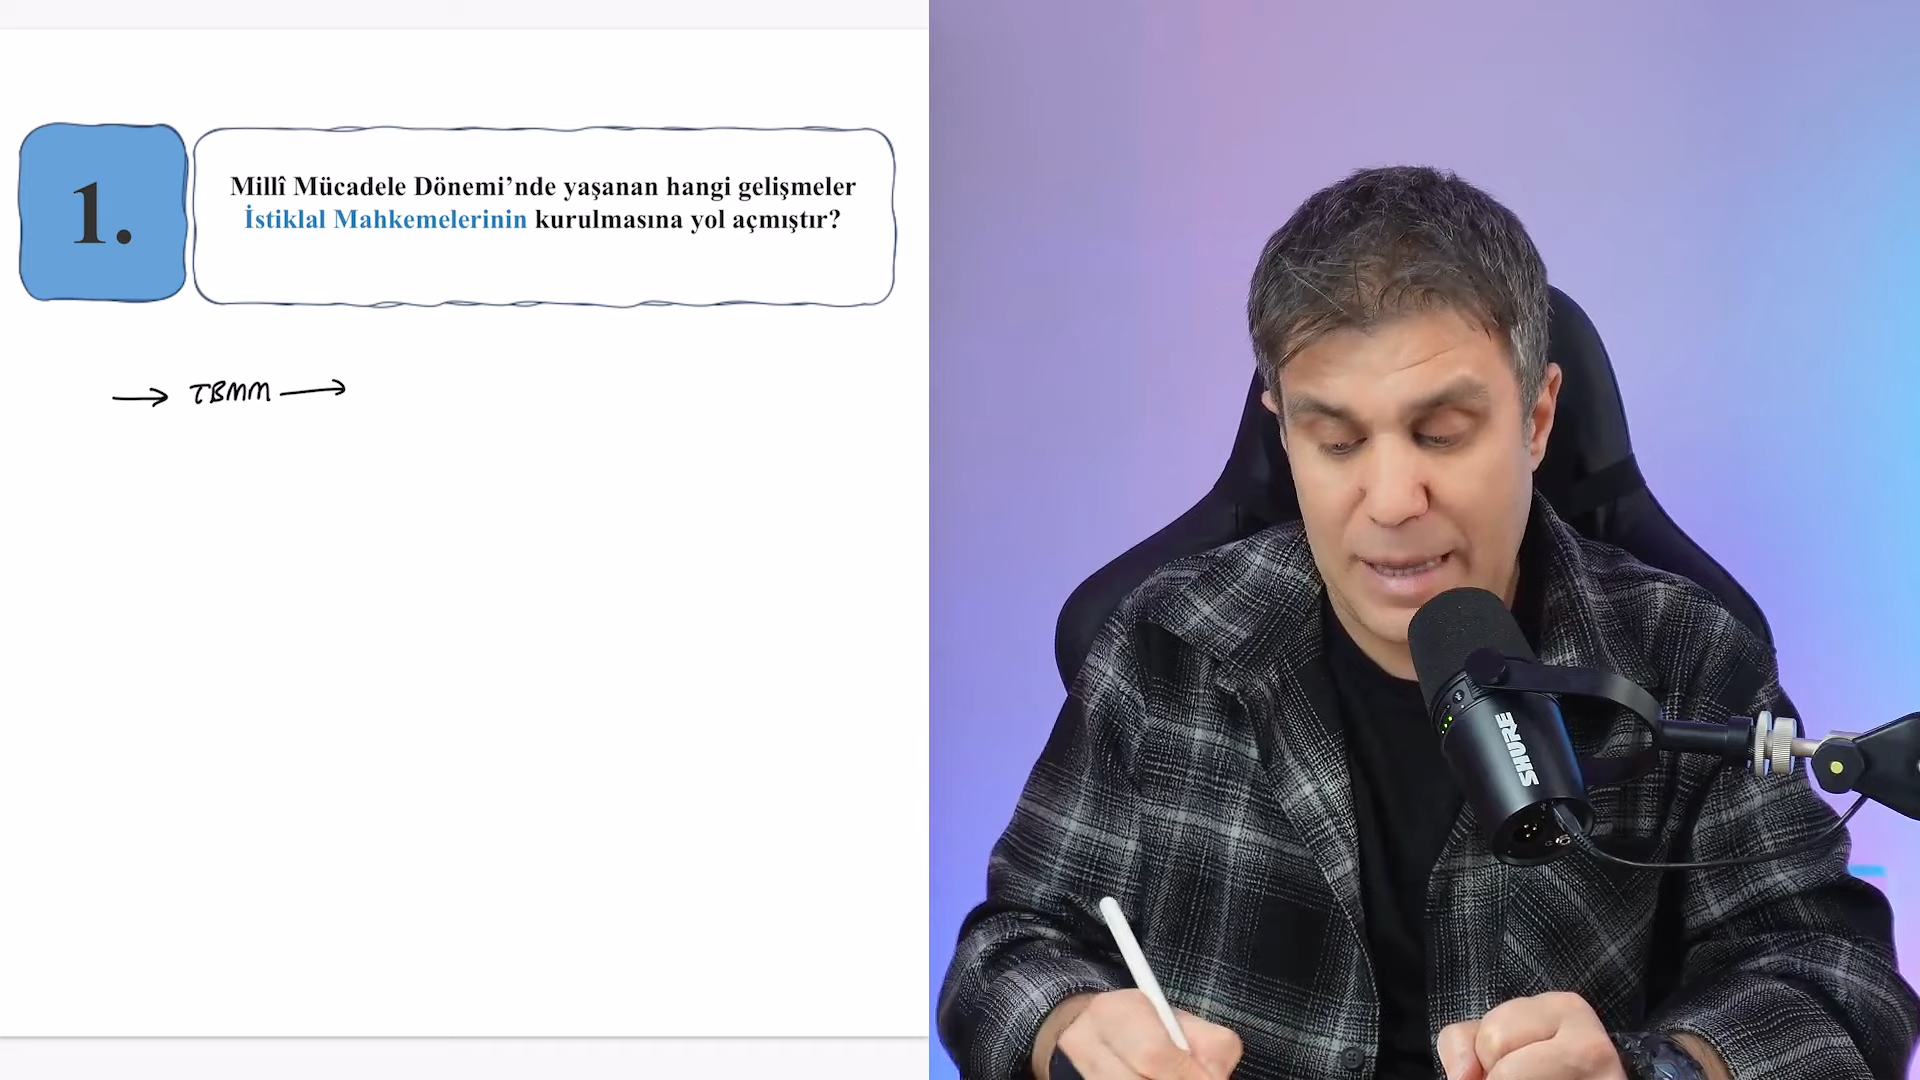 1.
Millî Mücadele Dönemi’nde yaşanan hangi gelişmeler
İstiklal Mahkemelerinin kurulmasına yol açmıştır?
→ TBMM →
SHURE